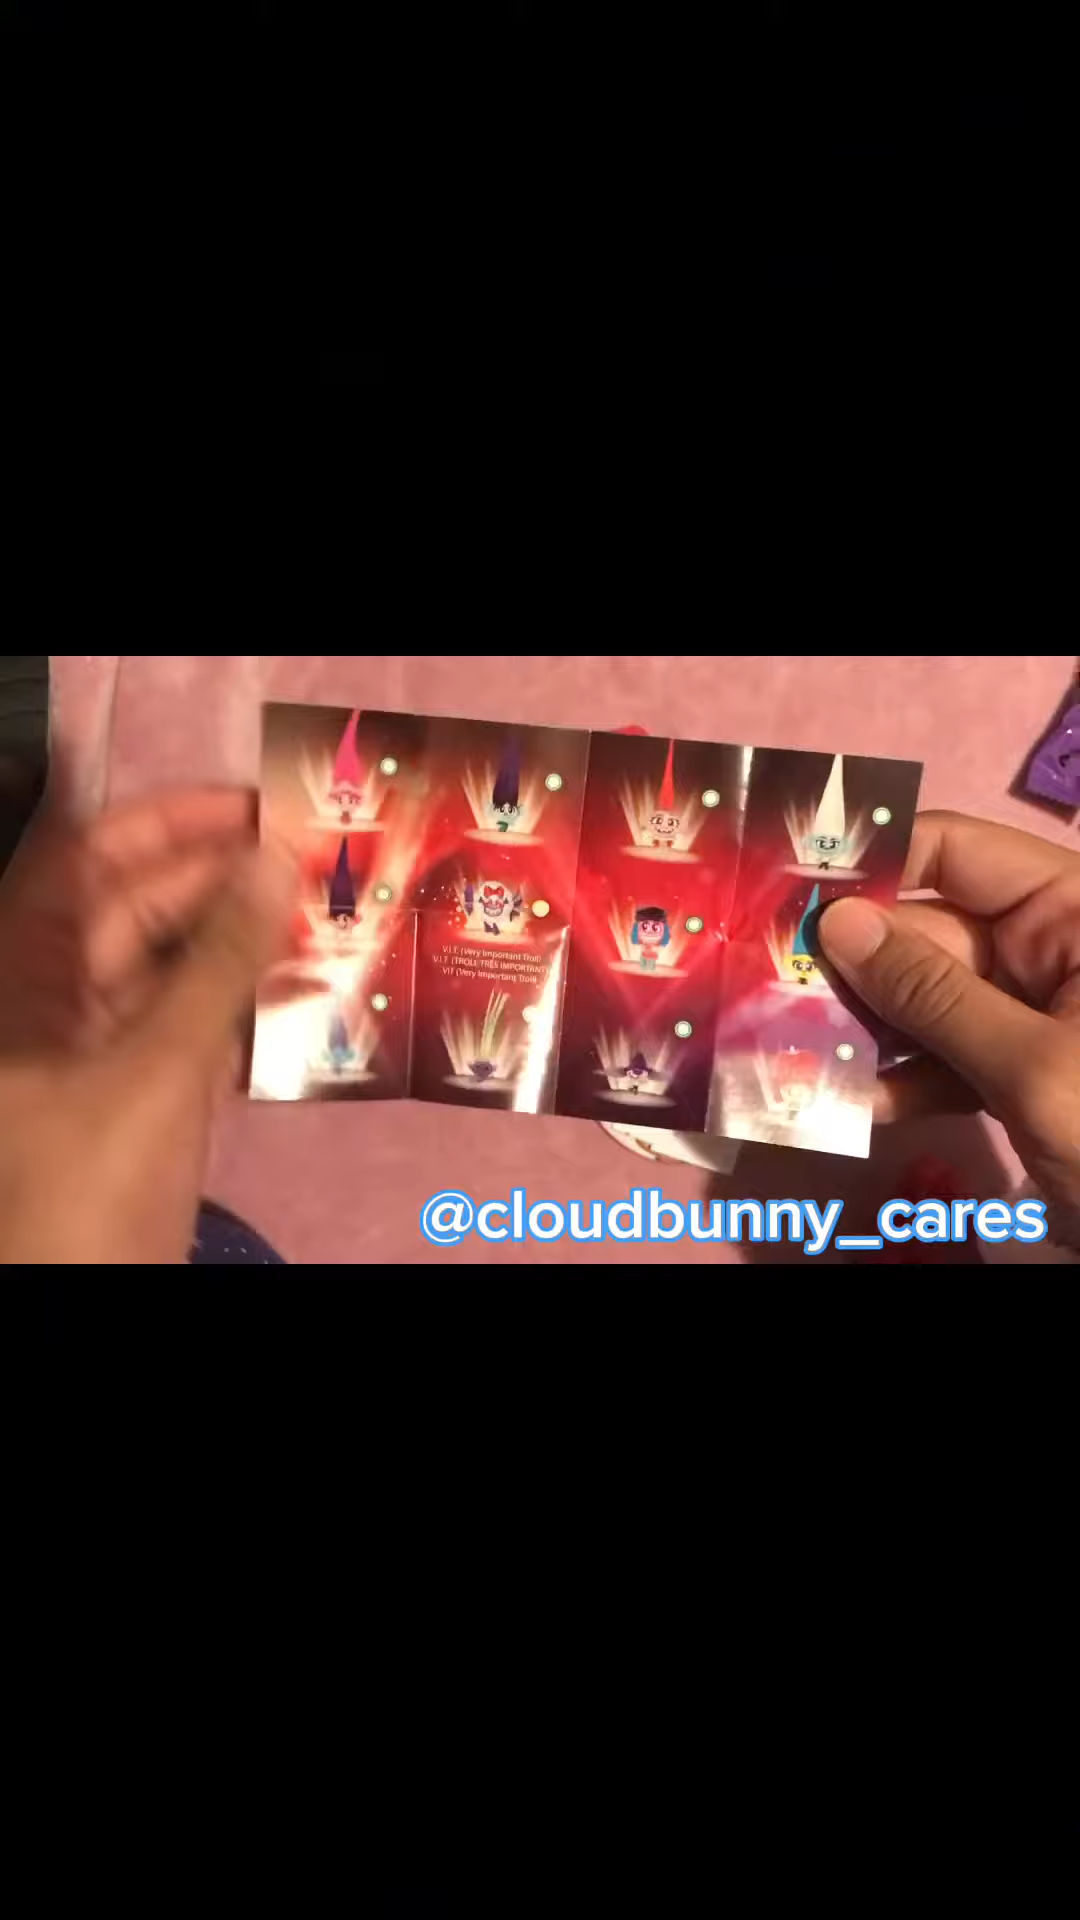 V.I.T. (Very Important Troll)
V.I.T (TROLL TRÈS IMPORTANT)
VIT (Very Important Troll)
@cloudbunny_cares